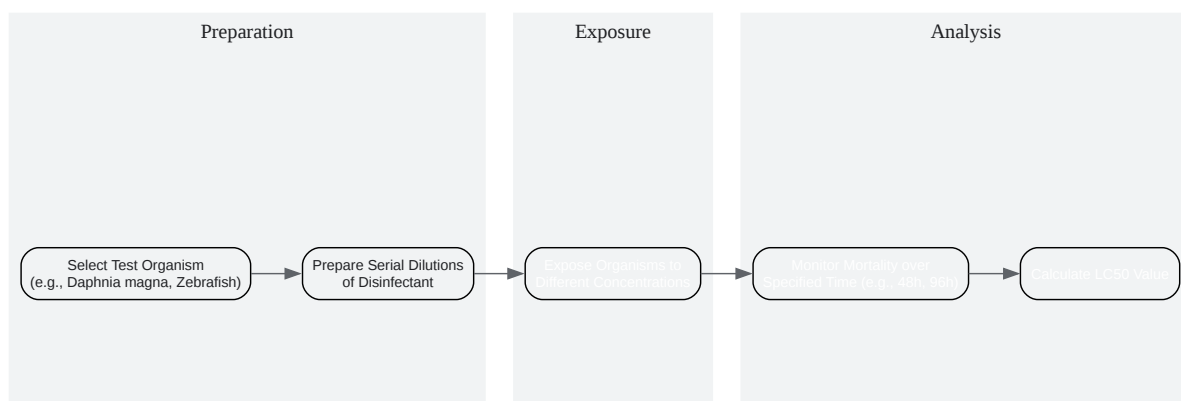 Preparation
Exposure
Analysis
Select Test Organism
(e.g., Daphnia magna, Zebrafish)
Prepare Serial Dilutions
of Disinfectant
Expose Organisms to
Different Concentrations
Monitor Mortality over
Specified Time (e.g., 48h, 96h)
Calculate LC50 Value